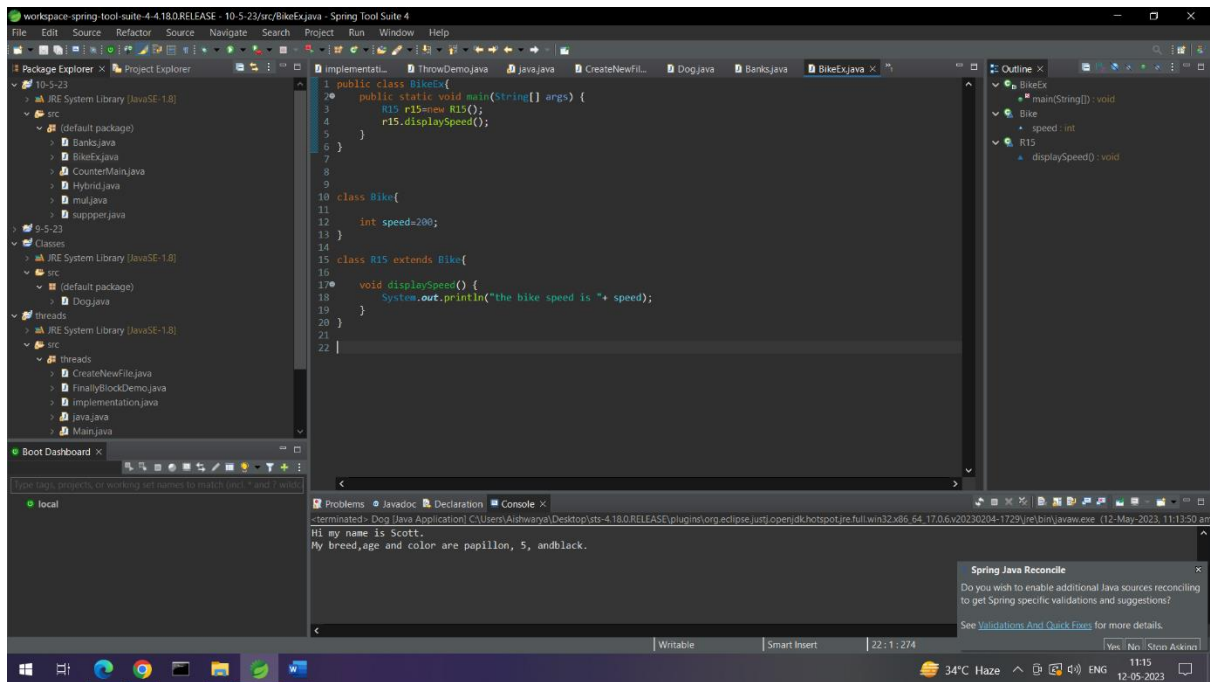 workspace-spring-tool-suite-4-4.18.0.RELEASE - 10-5-23/src/BikeEx.java - Spring Tool Suite 4
File Edit Source Refactor Source Navigate Search Project Run Window Help
Package Explorer × Project Explorer
10-5-23
JRE System Library [JavaSE-1.8]
src
(default package)
Banks.java
BikeEx.java
CounterMain.java
Hybrid.java
mul.java
suppper.java
9-5-23
Classes
JRE System Library [JavaSE-1.8]
src
(default package)
Dog.java
threads
JRE System Library [JavaSE-1.8]
src
threads
CreateNewFile.java
FinallyBlockDemo.java
implementation.java
java.java
Main.java
Boot Dashboard ×
Type tags, projects, or working set names to match (incl. * and ? wildc
local
implementati... ThrowDemo.java java.java CreateNewFil... Dog.java Banks.java BikeEx.java ×
1 public class BikeEx{
2 public static void main(String[] args) {
3 R15 r15=new R15();
4 r15.displaySpeed();
5 }
6 }
7
8
9
10 class Bike{
11
12 int speed=200;
13 }
14
15 class R15 extends Bike{
16
17 void displaySpeed() {
18 System.out.println("the bike speed is "+ speed);
19 }
20 }
21
22
Outline ×
BikeEx
main(String[]) : void
Bike
speed : int
R15
displaySpeed() : void
Problems Javadoc Declaration Console ×
<terminated> Dog [Java Application] C:\Users\Aishwarya\Desktop\sts-4.18.0.RELEASE\plugins\org.eclipse.justj.openjdk.hotspot.jre.full.win32.x86_64_17.0.6.v20230204-1729\jre\bin\javaw.exe (12-May-2023, 11:13:50 am
Hi my name is Scott.
My breed,age and color are papillon, 5, andblack.
Spring Java Reconcile
Do you wish to enable additional Java sources reconciling
to get Spring specific validations and suggestions?
See Validations And Quick Fixes for more details.
Yes No Stop Asking
Writable Smart Insert 22 : 1 : 274
34°C Haze ENG 11:15
12-05-2023